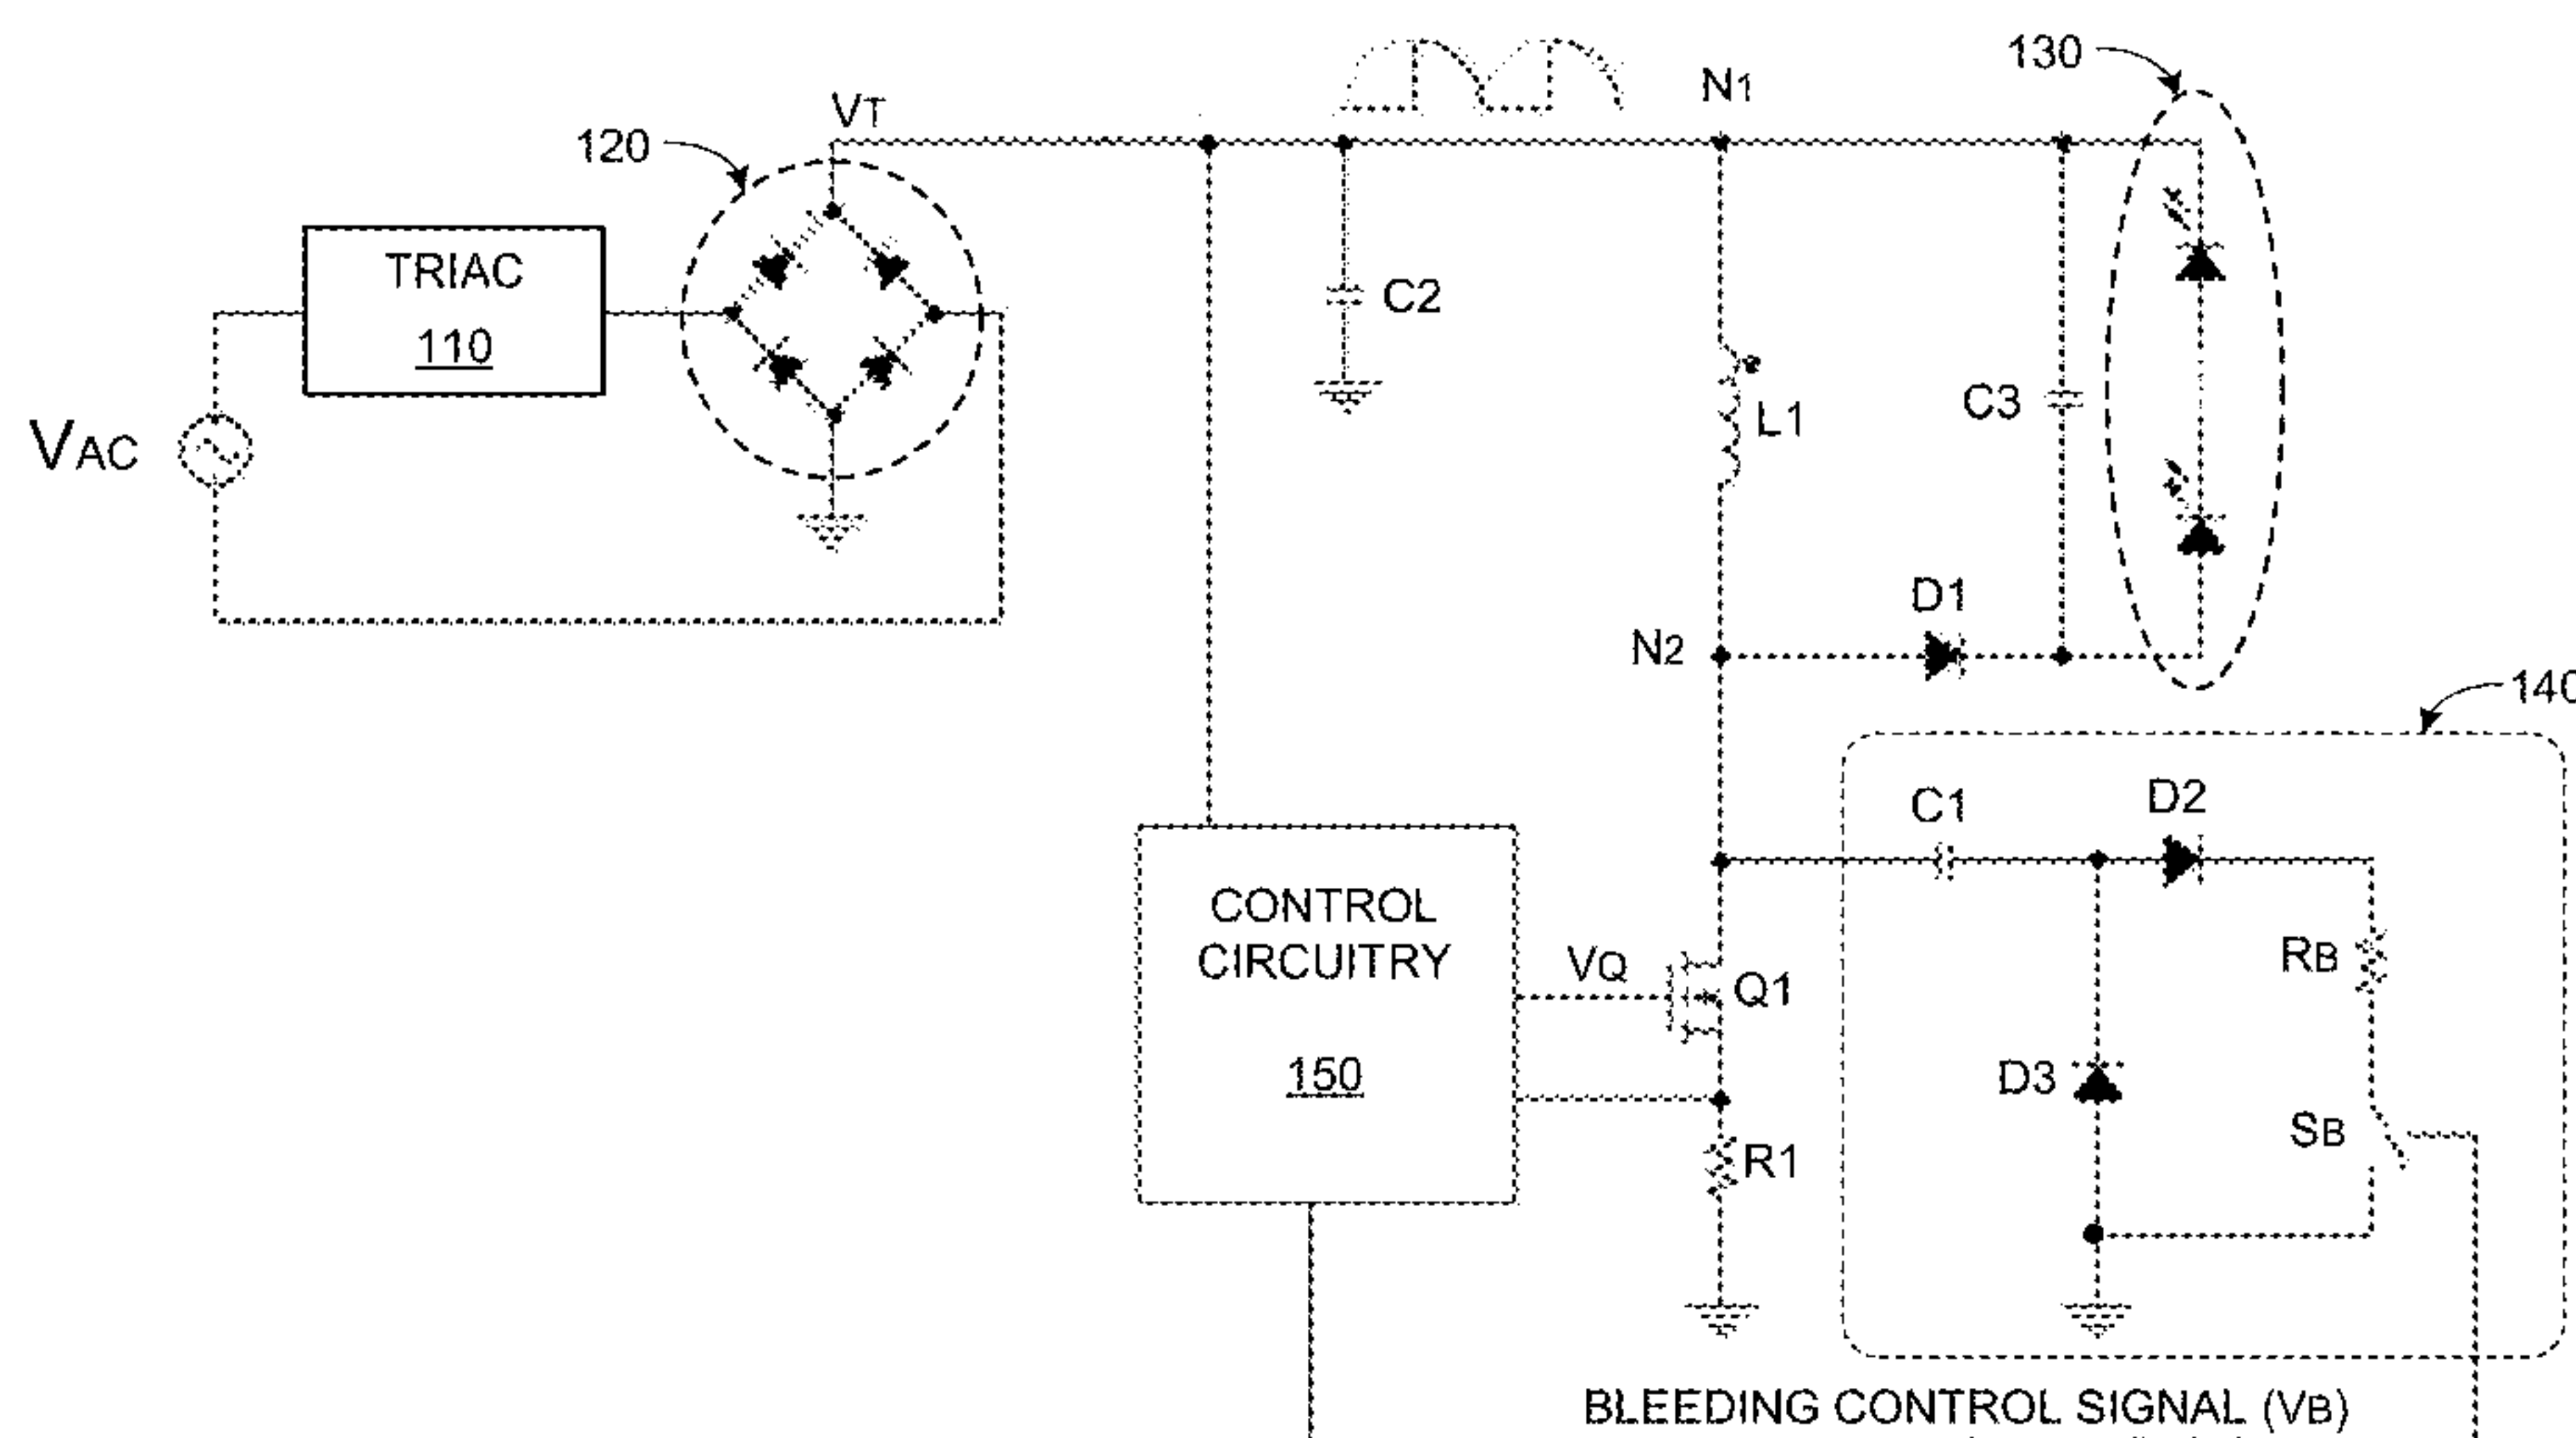 130
N1
VT
120
TRIAC
110
C2
C3
L1
VAC
D1
N2
140
C1
D2
CONTROL
CIRCUITRY
150
VQ
Q1
RB
D3
SB
R1
BLEEDING CONTROL SIGNAL (VB)